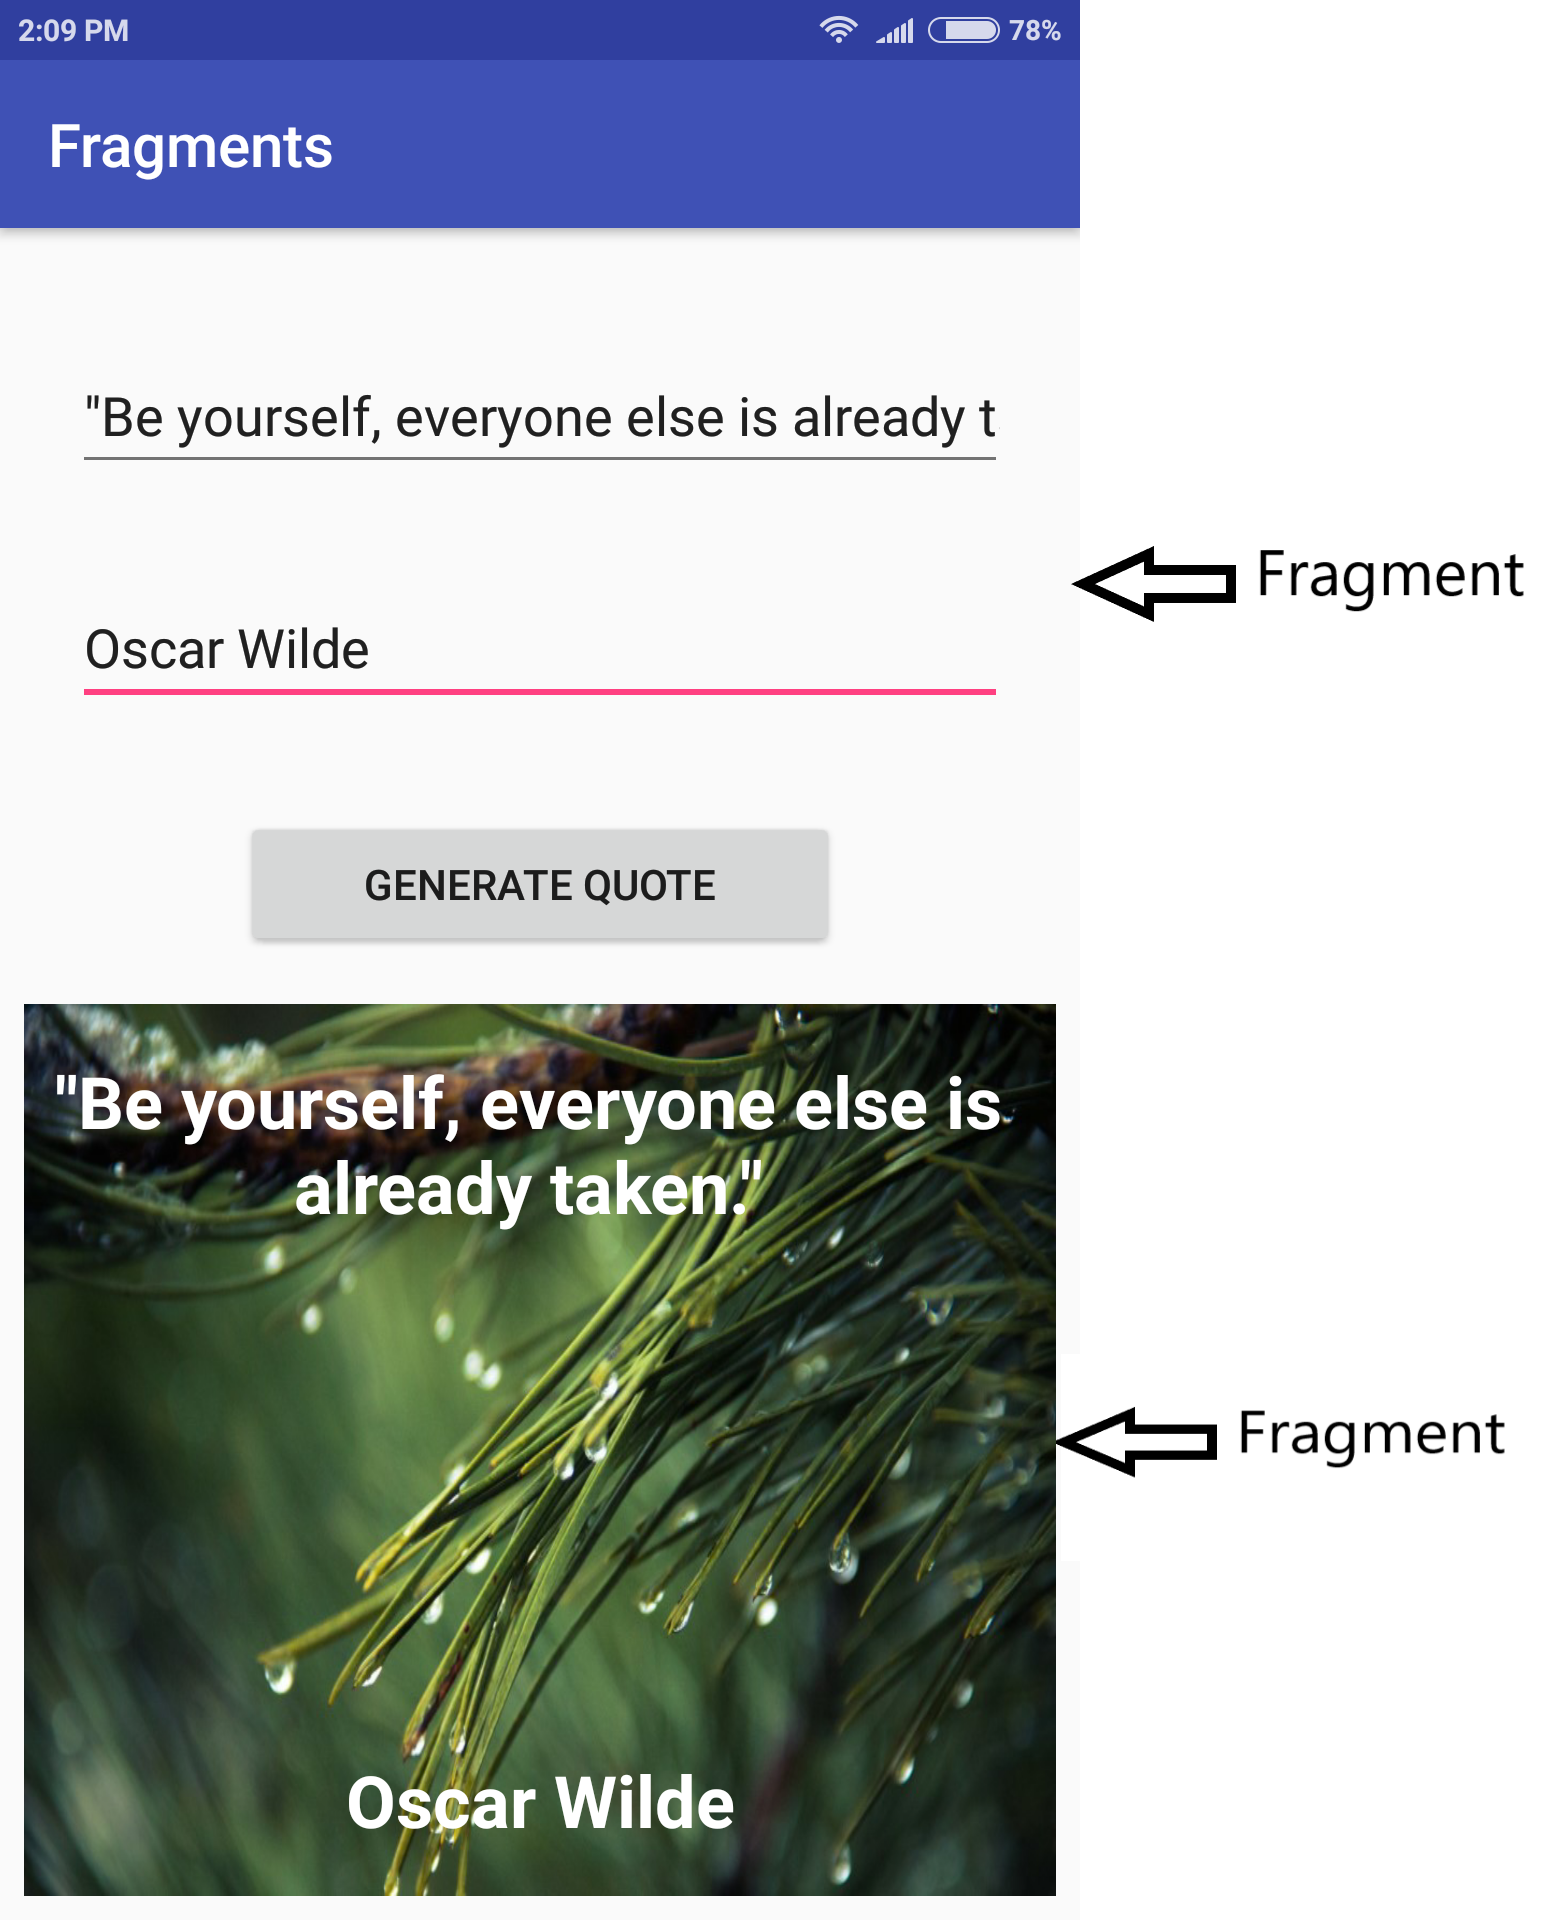 2:09 PM 78%
Fragments
"Be yourself, everyone else is already t
Fragment
Oscar Wilde
GENERATE QUOTE
"Be yourself, everyone else is
already taken."
Fragment
Oscar Wilde